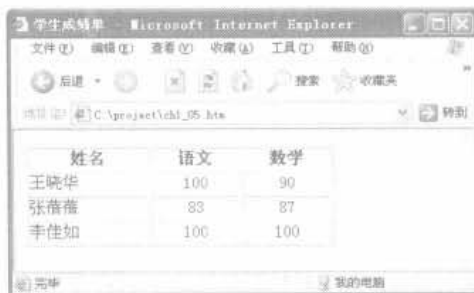 学生成绩单 - Microsoft Internet Explorer
文件(F) 编辑(E) 查看(V) 收藏(A) 工具(T) 帮助(H)
后退 搜索 收藏夹
地址(D) C:\project\ch1_05.htm 转到
姓名 语文 数学
王晓华 100 90
张蓓蓓 83 87
李佳如 100 100
完毕 我的电脑